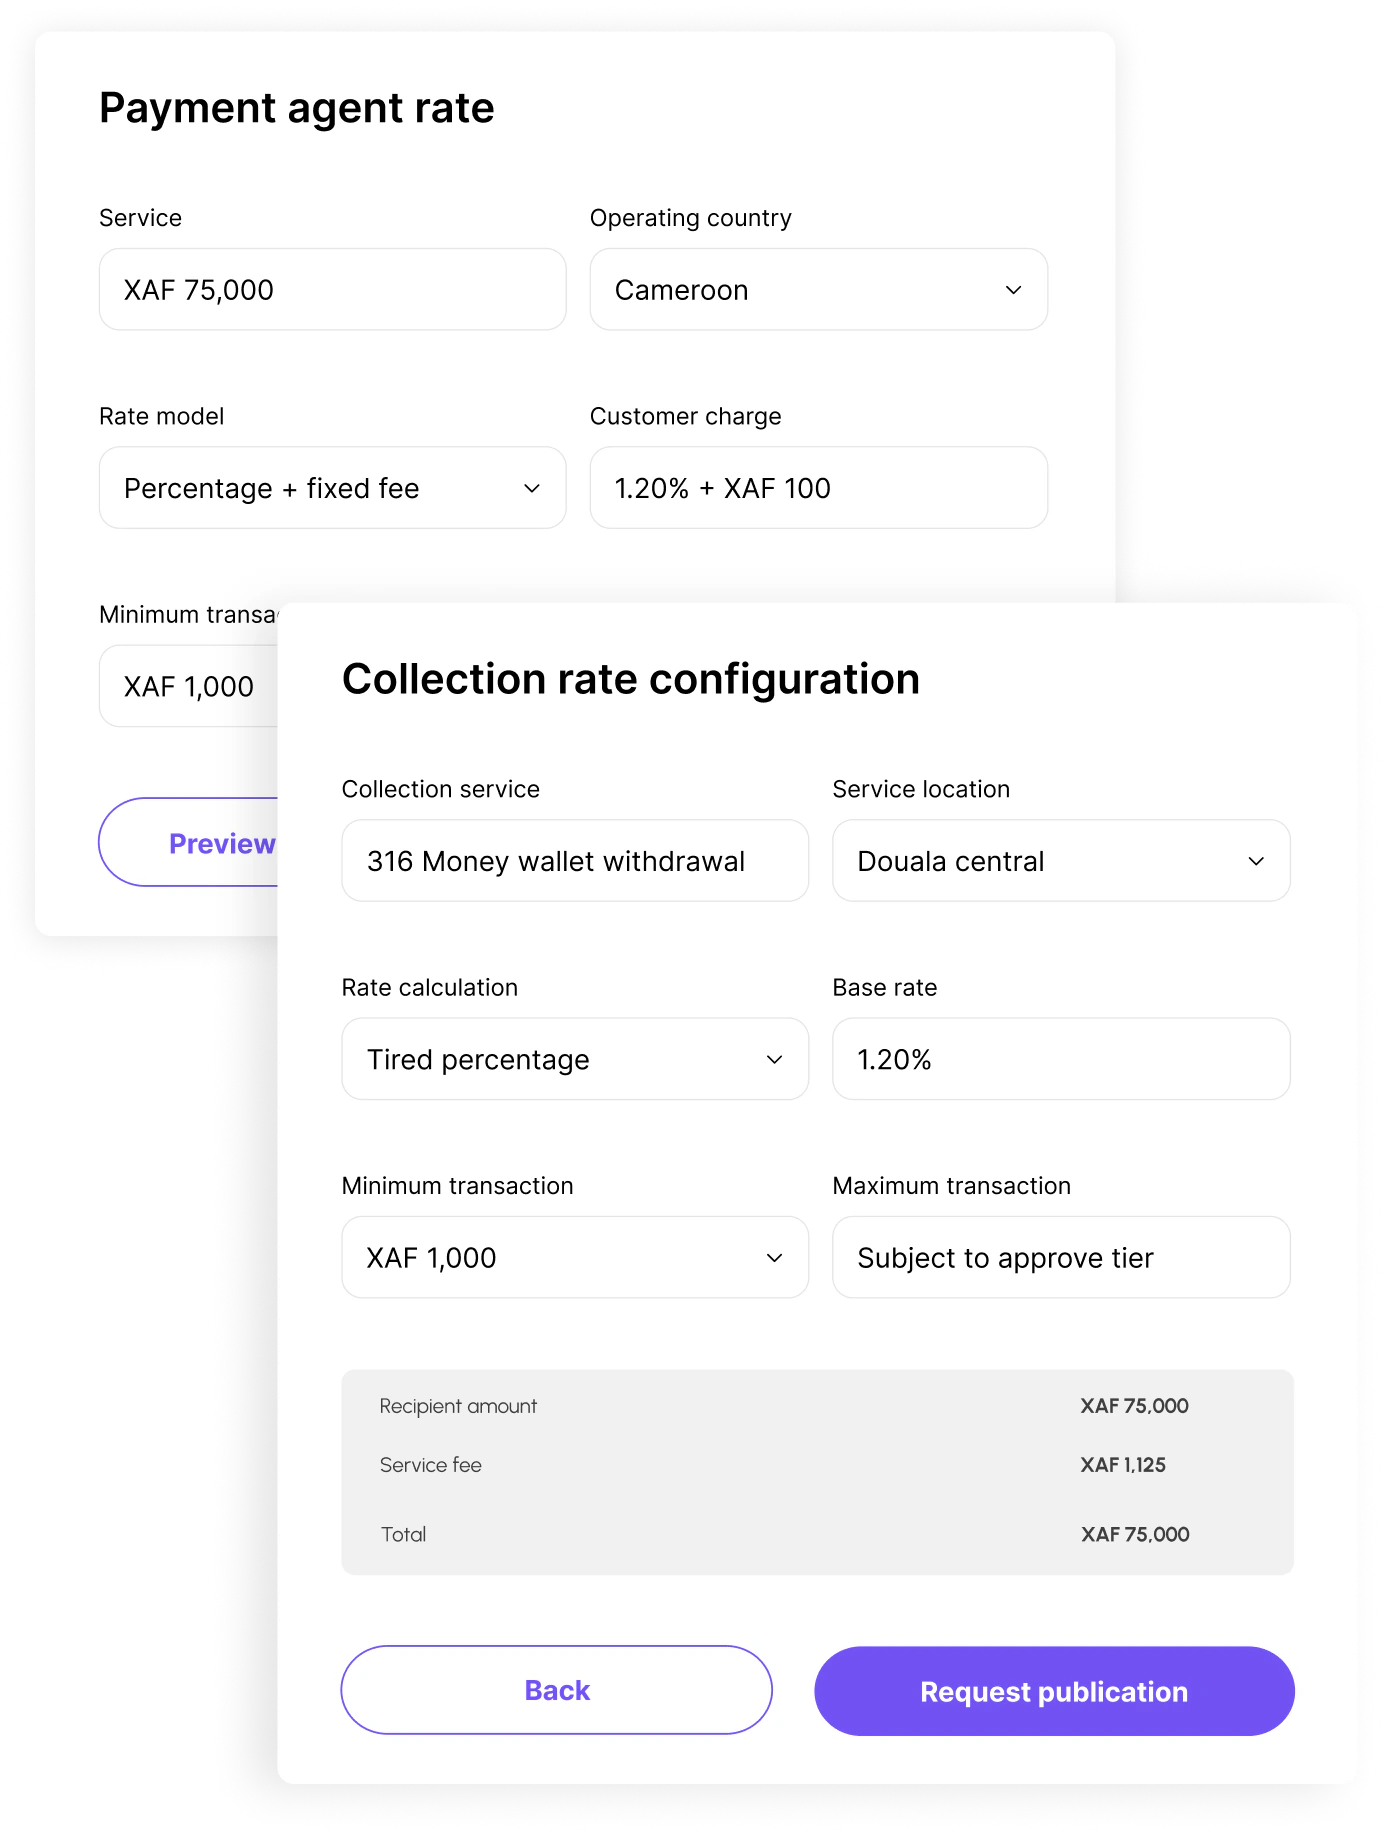 Payment agent rate
Service
Operating country
XAF 75,000
Cameroon
Rate model
Customer charge
Percentage + fixed fee
1.20% + XAF 100
Minimum
XAF 1,000
Preview
Collection rate configuration
Collection service
Service location
316 Money wallet withdrawal
Douala central
Rate calculation
Base rate
Tired percentage
1.20%
Minimum transaction
Maximum transaction
XAF 1,000
Subject to approve tier
Recipient amount
XAF 75,000
Service fee
XAF 1,125
Total
XAF 75,000
Back
Request publication